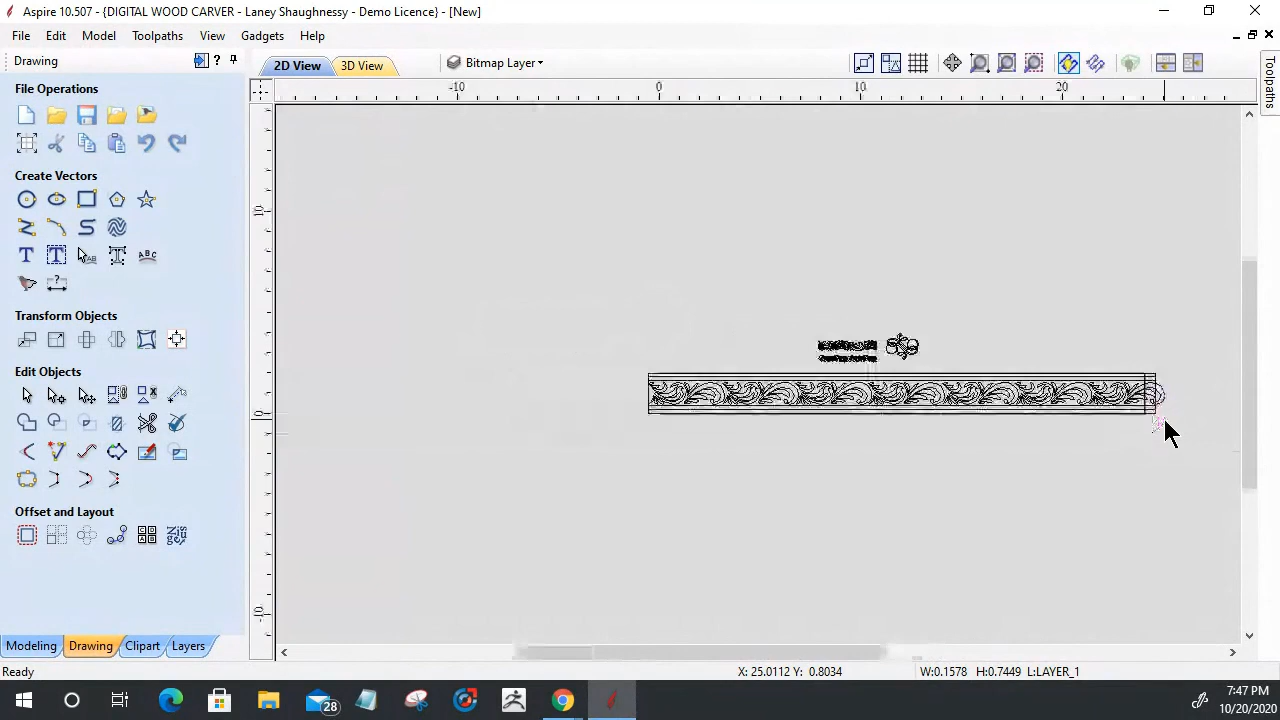 Aspire 10.507 - {DIGITAL WOOD CARVER - Laney Shaughnessy - Demo Licence} - [New]
File Edit Model Toolpaths View Gadgets Help
Drawing
2D View 3D View Bitmap Layer
Toolpaths
-10 0 10 20
File Operations
Create Vectors
10
Transform Objects
Edit Objects
0
Offset and Layout
-10
Modeling Drawing Clipart Layers
Ready X: 25.0112 Y: 0.8034 W:0.1578 H:0.7449 L:LAYER_1
28
7:47 PM
10/20/2020